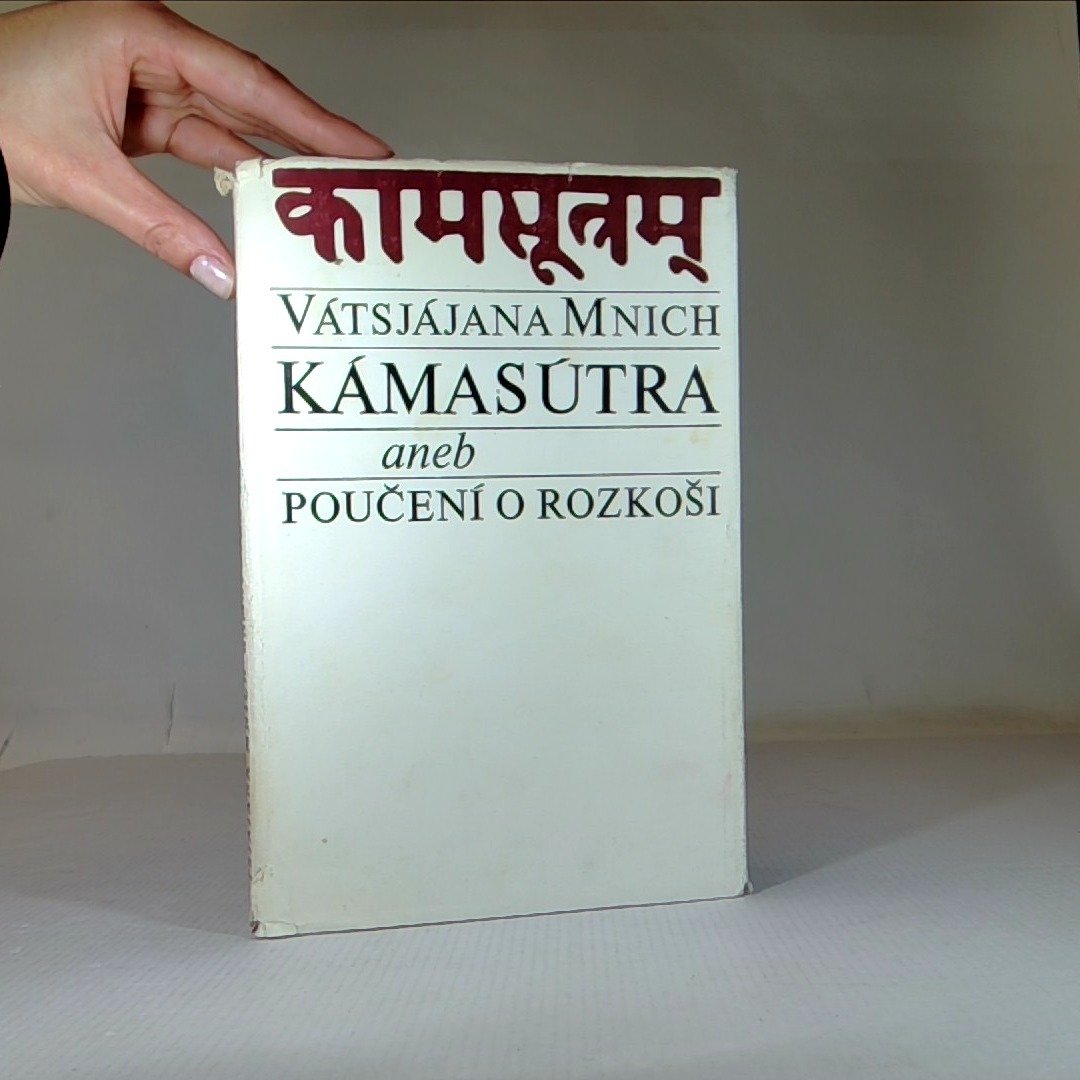 कामसूत्रम्
VÁTSJÁJANA MNICH
KÁMASÚTRA
aneb
POUČENÍ O ROZKOŠI